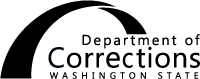 Department of
Corrections
WASHINGTON STATE